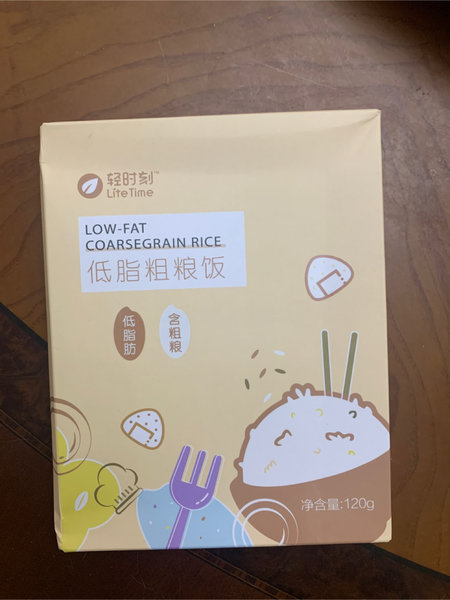 轻时刻™
LiteTime
LOW-FAT
COARSEGRAIN RICE
低脂粗粮饭
低脂肪
含粗粮
净含量:120g